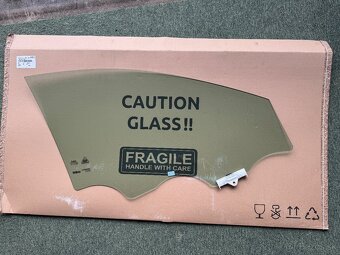 CAUTION
GLASS!!
FRAGILE
HANDLE WITH CARE